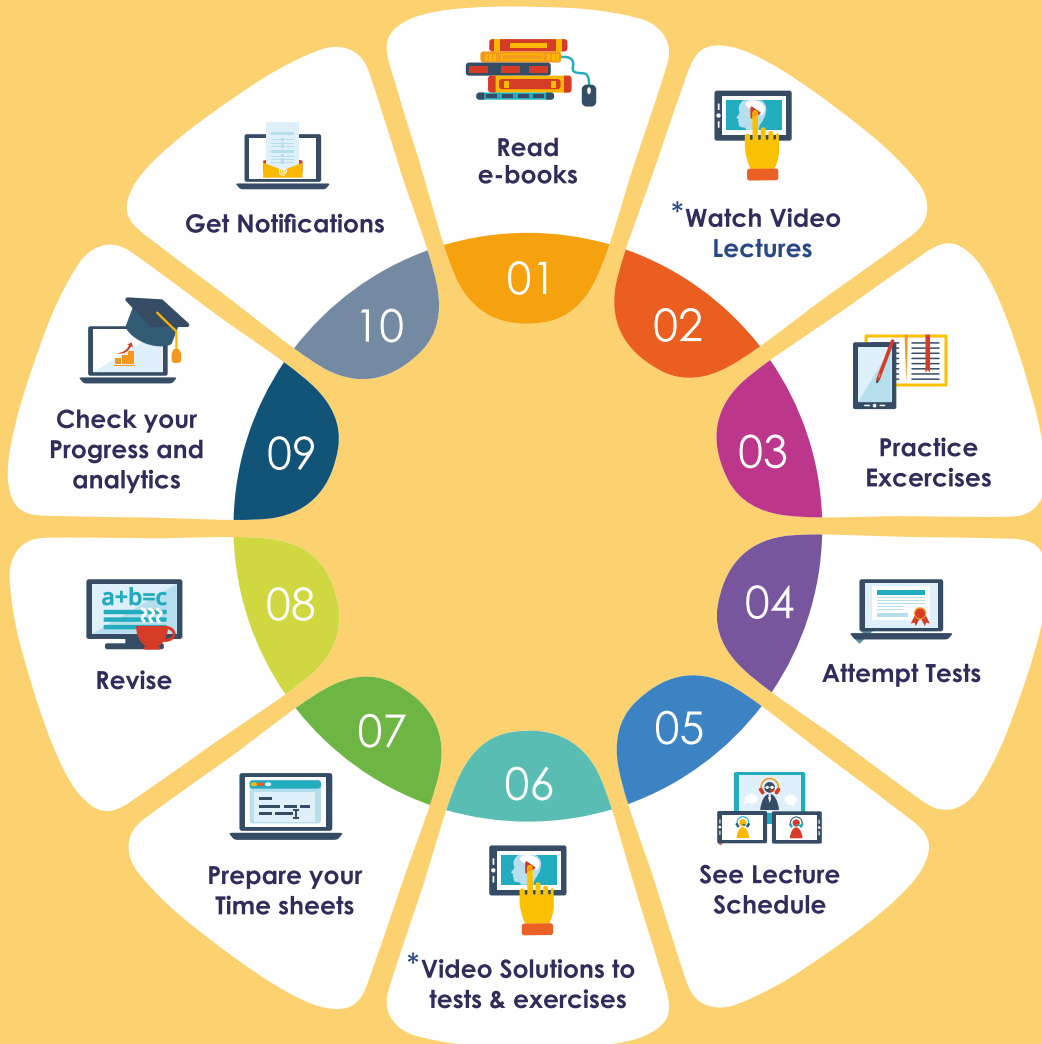 01
Read
e-books
02
*Watch Video
Lectures
03
Practice
Excercises
04
Attempt Tests
05
See Lecture
Schedule
06
*Video Solutions to
tests & exercises
07
Prepare your
Time sheets
08
a+b=c
Revise
09
Check your
Progress and
analytics
10
Get Notifications